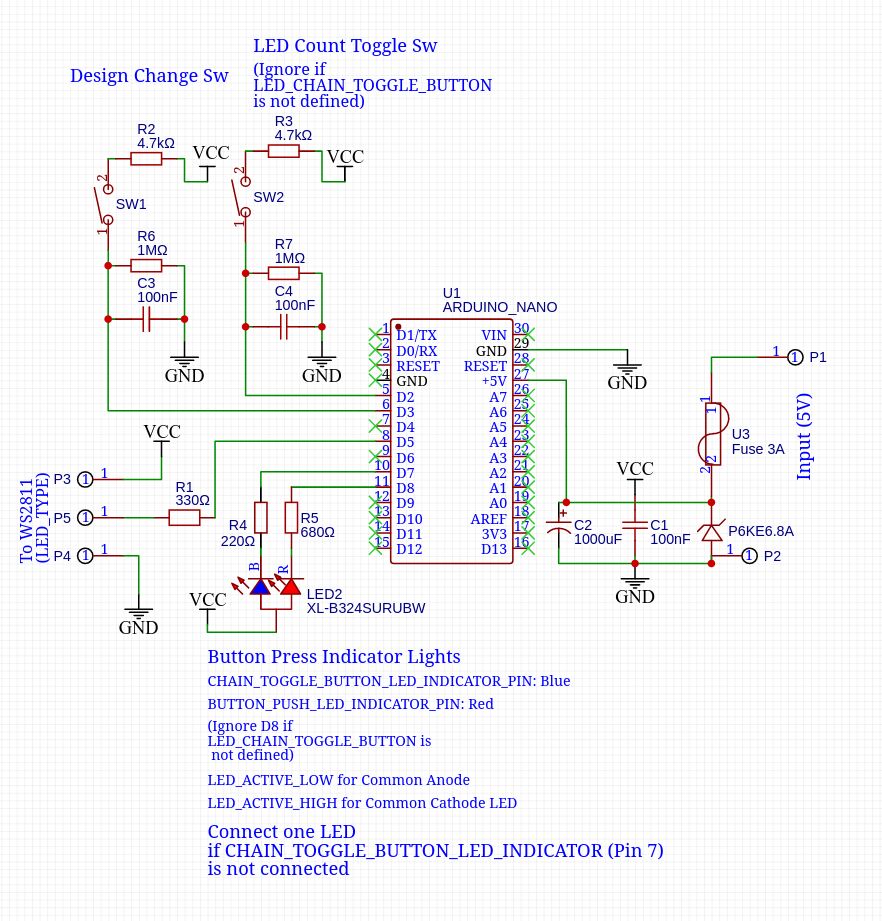 LED Count Toggle Sw
Design Change Sw
(Ignore if
LED_CHAIN_TOGGLE_BUTTON
is not defined)
R2
4.7kΩ
VCC
2
SW1
1
R6
1MΩ
C3
100nF
GND
R3
4.7kΩ
VCC
2
SW2
1
R7
1MΩ
C4
100nF
GND
U1
ARDUINO_NANO
1 D1/TX VIN 30
2 D0/RX GND 29
3 RESET RESET 28
4 GND +5V 27
5 D2 A7 26
6 D3 A6 25
7 D4 A5 24
8 D5 A4 23
9 D6 A3 22
10 D7 A2 21
11 D8 A1 20
12 D9 A0 19
13 D10 AREF 18
14 D11 3V3 17
15 D12 D13 16
GND
1 1 P1
Input (5V)
1
1
U3
Fuse 3A
2
2
VCC
+
C2
1000uF
C1
100nF
P6KE6.8A
1 1 P2
GND
To WS2811
(LED_TYPE)
VCC
P3 1 1
R1
330Ω
P5 1 1
P4 1 1
GND
R4
220Ω
R5
680Ω
B
R
LED2
XL-B324SURUBW
VCC
Button Press Indicator Lights
CHAIN_TOGGLE_BUTTON_LED_INDICATOR_PIN: Blue
BUTTON_PUSH_LED_INDICATOR_PIN: Red
(Ignore D8 if
LED_CHAIN_TOGGLE_BUTTON is
not defined)
LED_ACTIVE_LOW for Common Anode
LED_ACTIVE_HIGH for Common Cathode LED
Connect one LED
if CHAIN_TOGGLE_BUTTON_LED_INDICATOR (Pin 7)
is not connected